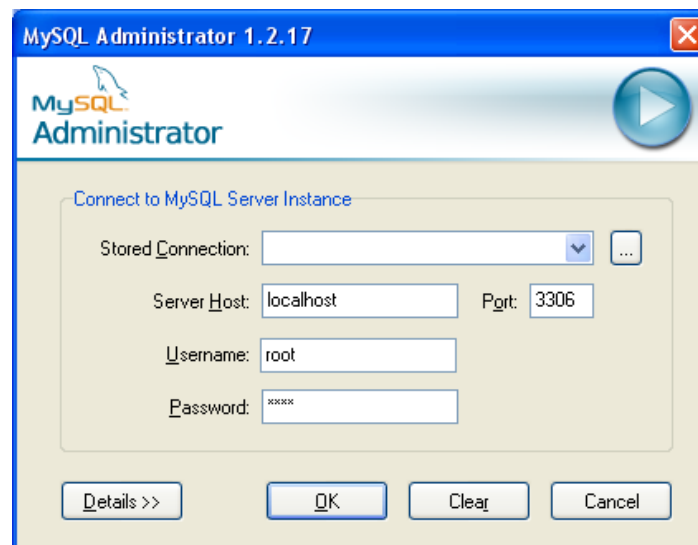 MySQL Administrator 1.2.17
MySQL
Administrator
Connect to MySQL Server Instance
Stored Connection: ...
Server Host: localhost Port: 3306
Username: root
Password: ****
Details >> OK Clear Cancel